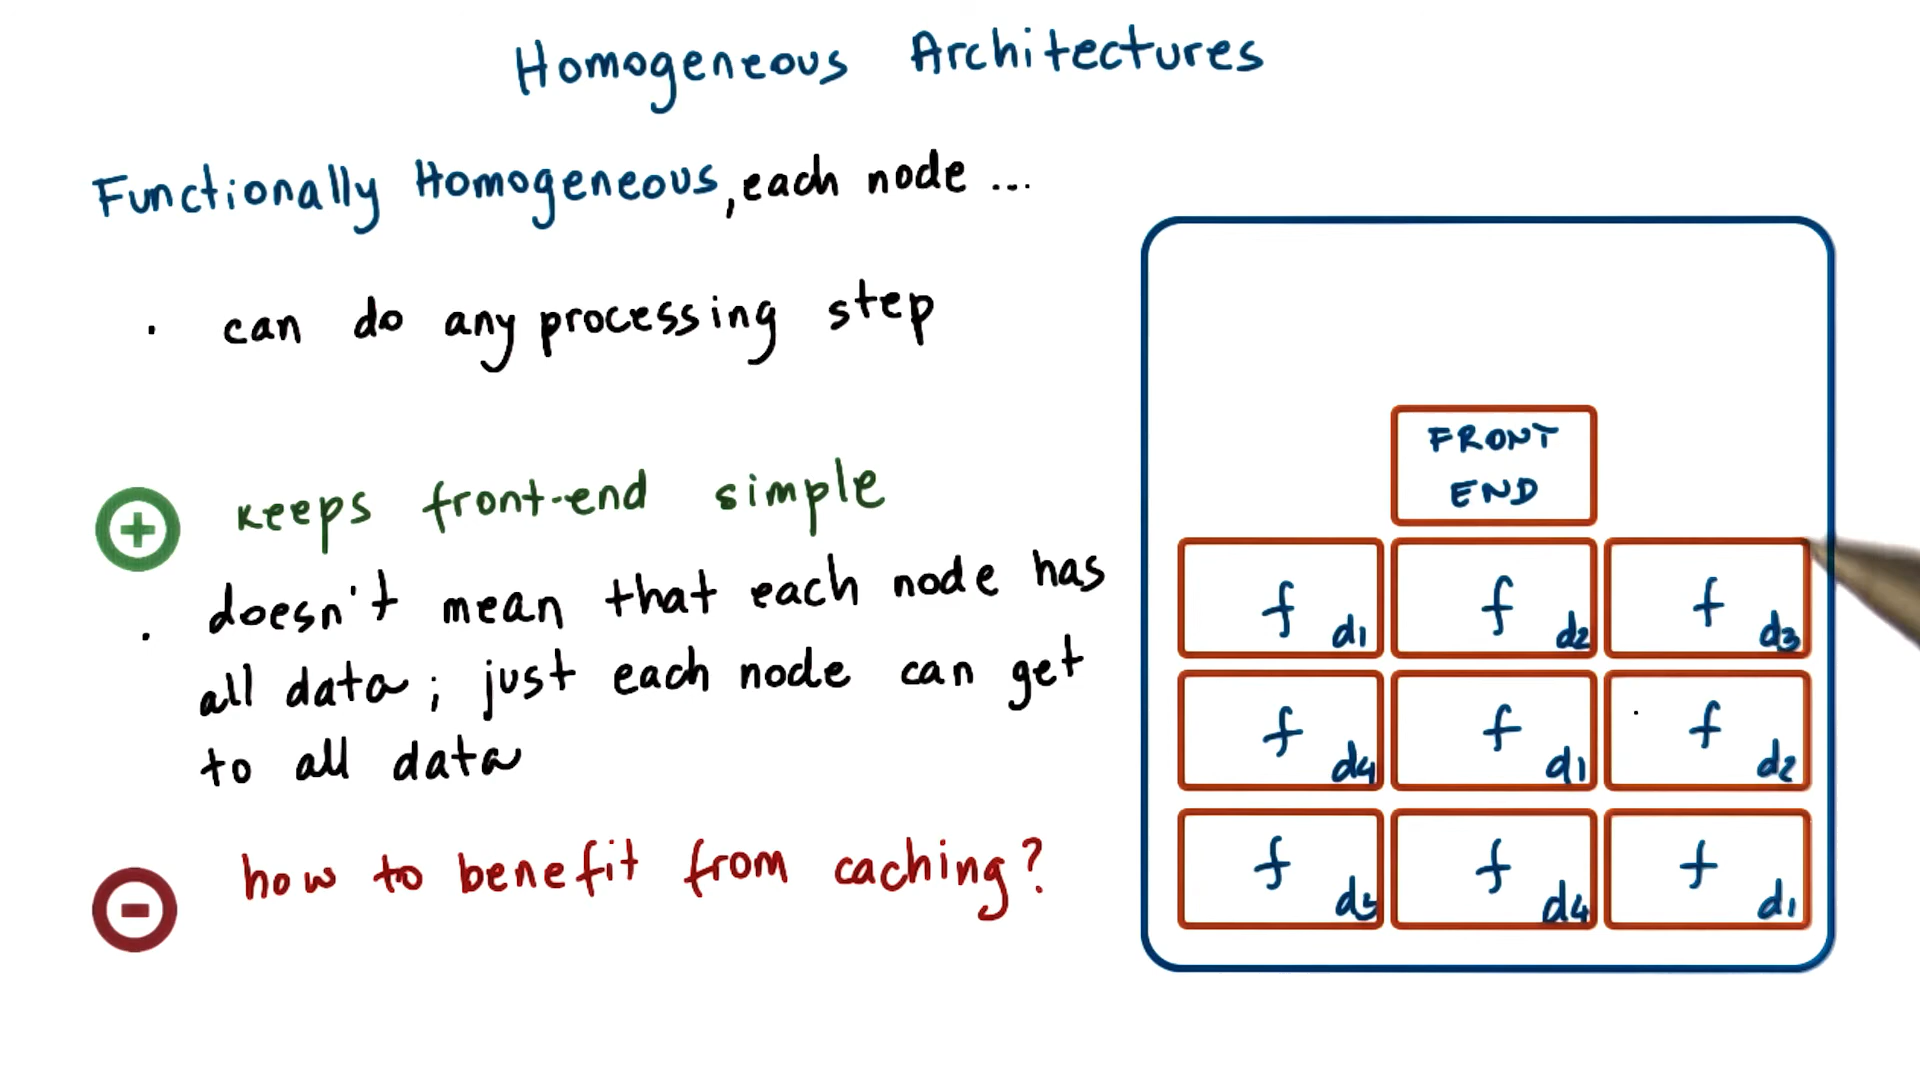 Homogeneous Architectures
Functionally Homogeneous, each node ...
· can do any processing step
+ keeps front-end simple
· doesn't mean that each node has
all data; just each node can get
to all data
- how to benefit from caching?
FRONT
END
f d1 f d2 f d3
f d4 f d1 f d2
f d3 f d4 f d1